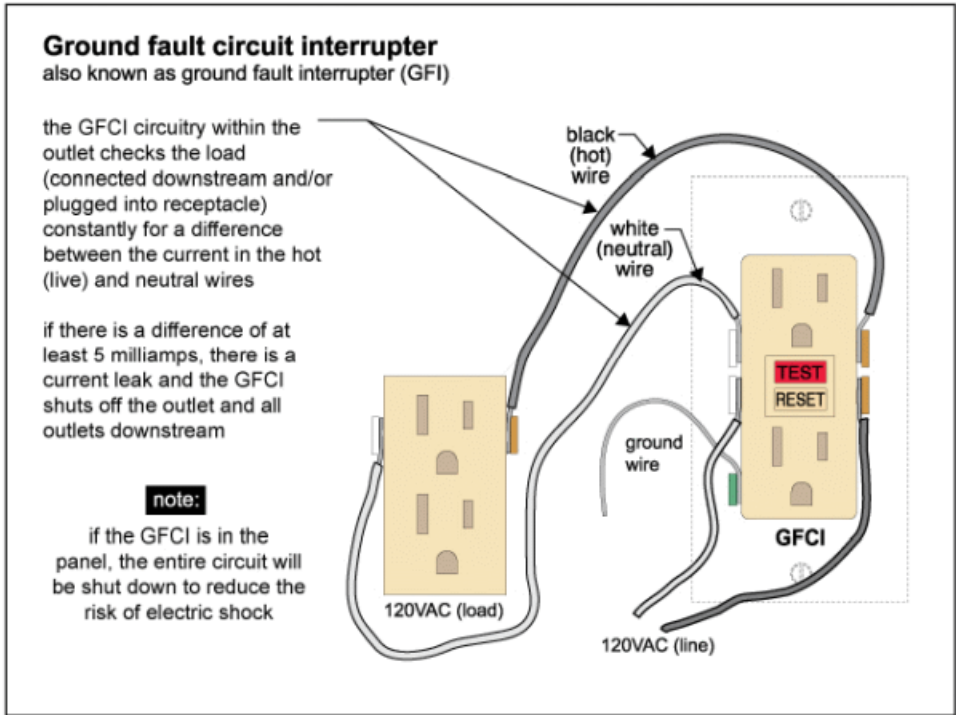 Ground fault circuit interrupter
also known as ground fault interrupter (GFI)
the GFCI circuitry within the
outlet checks the load
(connected downstream and/or
plugged into receptacle)
constantly for a difference
between the current in the hot
(live) and neutral wires
if there is a difference of at
least 5 milliamps, there is a
current leak and the GFCI
shuts off the outlet and all
outlets downstream
note:
if the GFCI is in the
panel, the entire circuit will
be shut down to reduce the
risk of electric shock
black
(hot)
wire
white
(neutral)
wire
TEST
RESET
ground
wire
GFCI
120VAC (load)
120VAC (line)